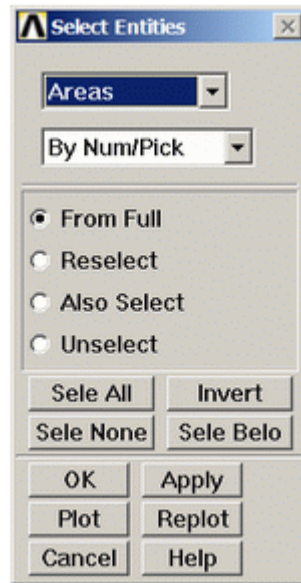 Select Entities
Areas
By Num/Pick
From Full
Reselect
Also Select
Unselect
Sele All Invert
Sele None Sele Belo
OK Apply
Plot Replot
Cancel Help